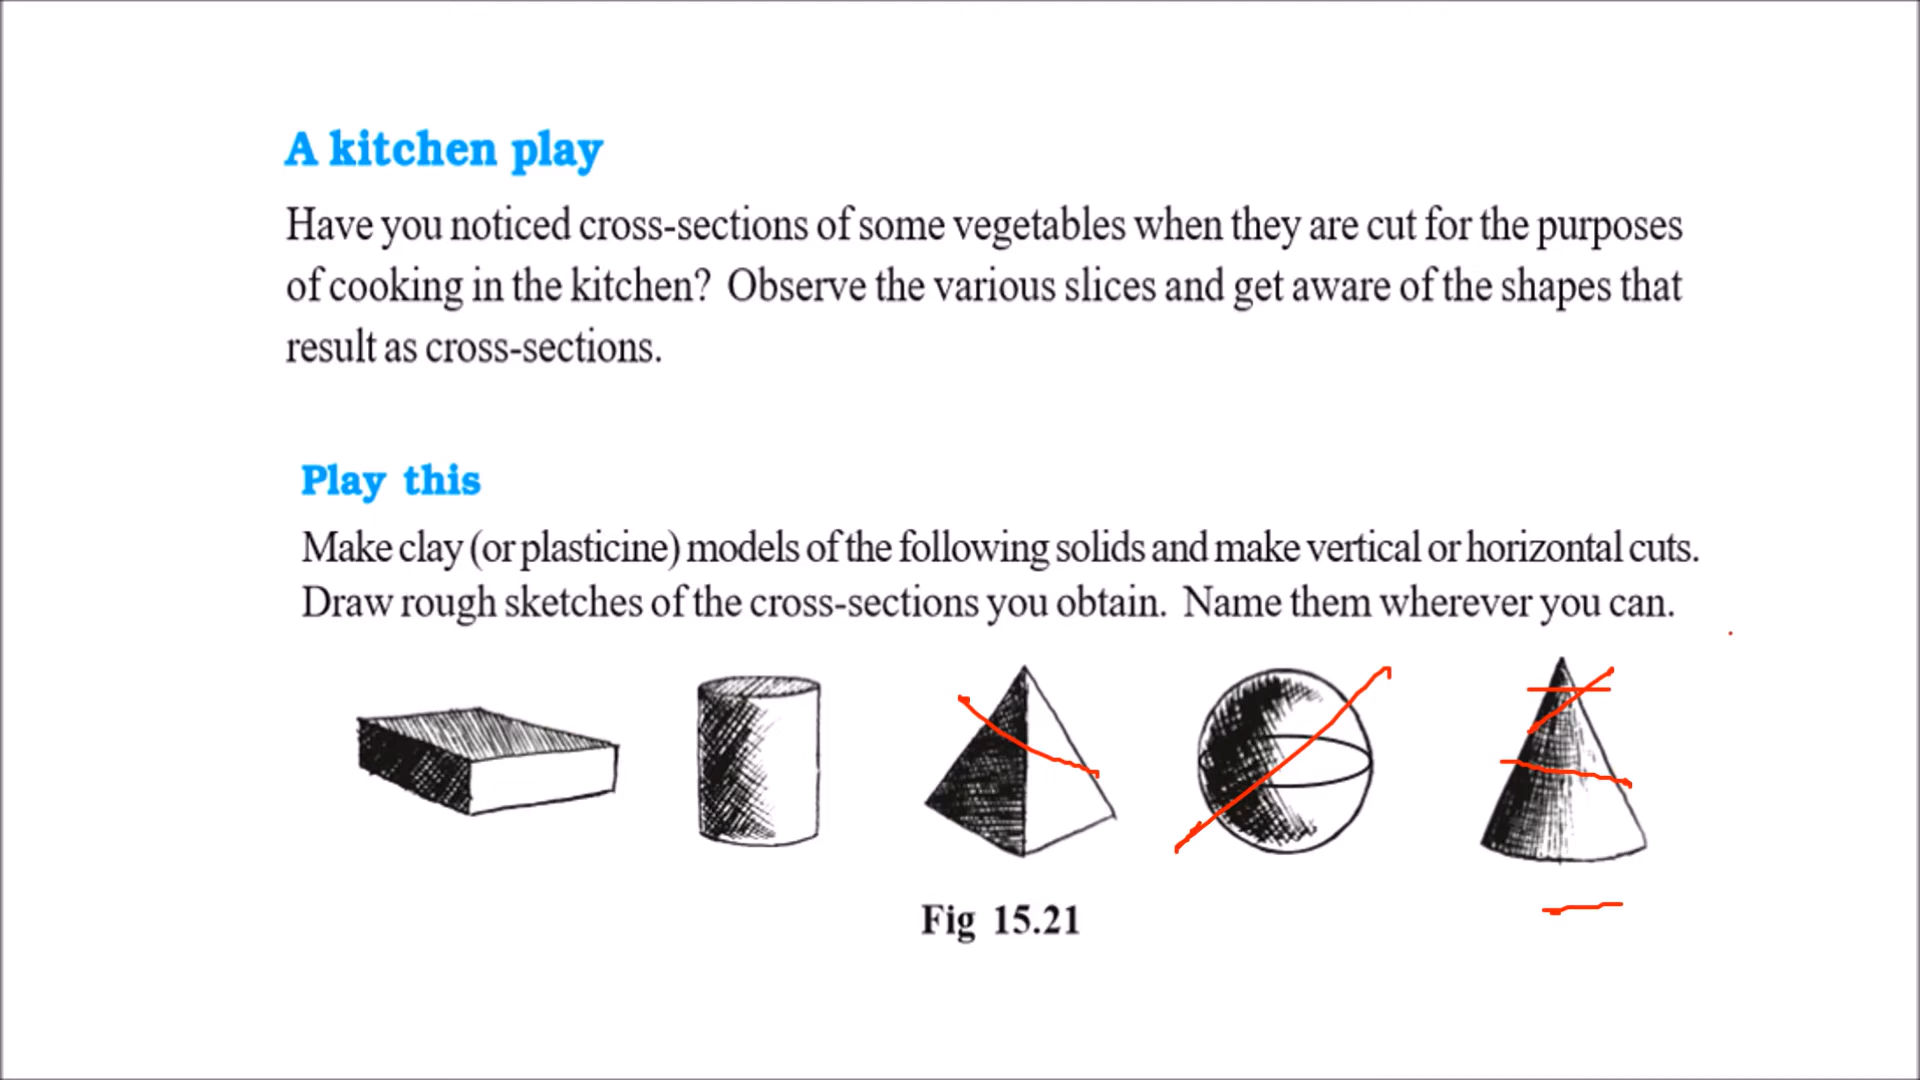 A kitchen play
Have you noticed cross-sections of some vegetables when they are cut for the purposes
of cooking in the kitchen? Observe the various slices and get aware of the shapes that
result as cross-sections.
Play this
Make clay (or plasticine) models of the following solids and make vertical or horizontal cuts.
Draw rough sketches of the cross-sections you obtain. Name them wherever you can.
Fig 15.21